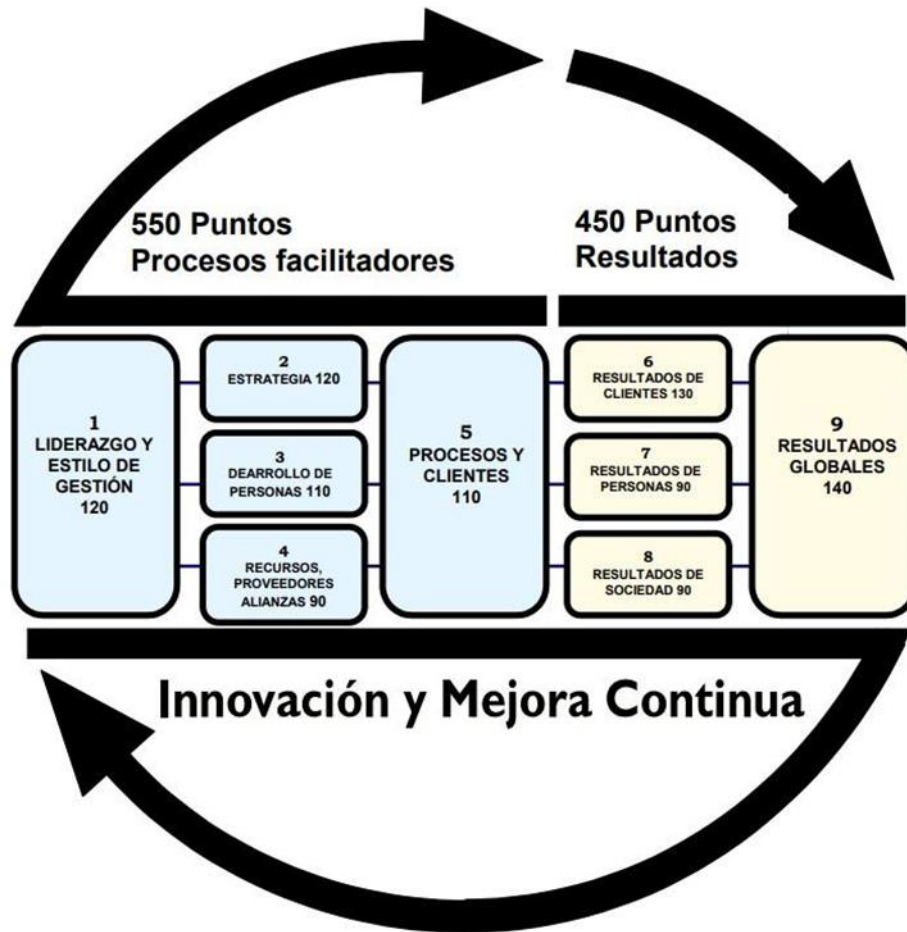 550 Puntos
Procesos facilitadores
450 Puntos
Resultados
1
LIDERAZGO Y
ESTILO DE
GESTIÓN
120
2
ESTRATEGIA 120
3
DEARROLLO DE
PERSONAS 110
4
RECURSOS,
PROVEEDORES
ALIANZAS 90
5
PROCESOS Y
CLIENTES
110
6
RESULTADOS DE
CLIENTES 130
7
RESULTADOS DE
PERSONAS 90
8
RESULTADOS DE
SOCIEDAD 90
9
RESULTADOS
GLOBALES
140
Innovación y Mejora Continua